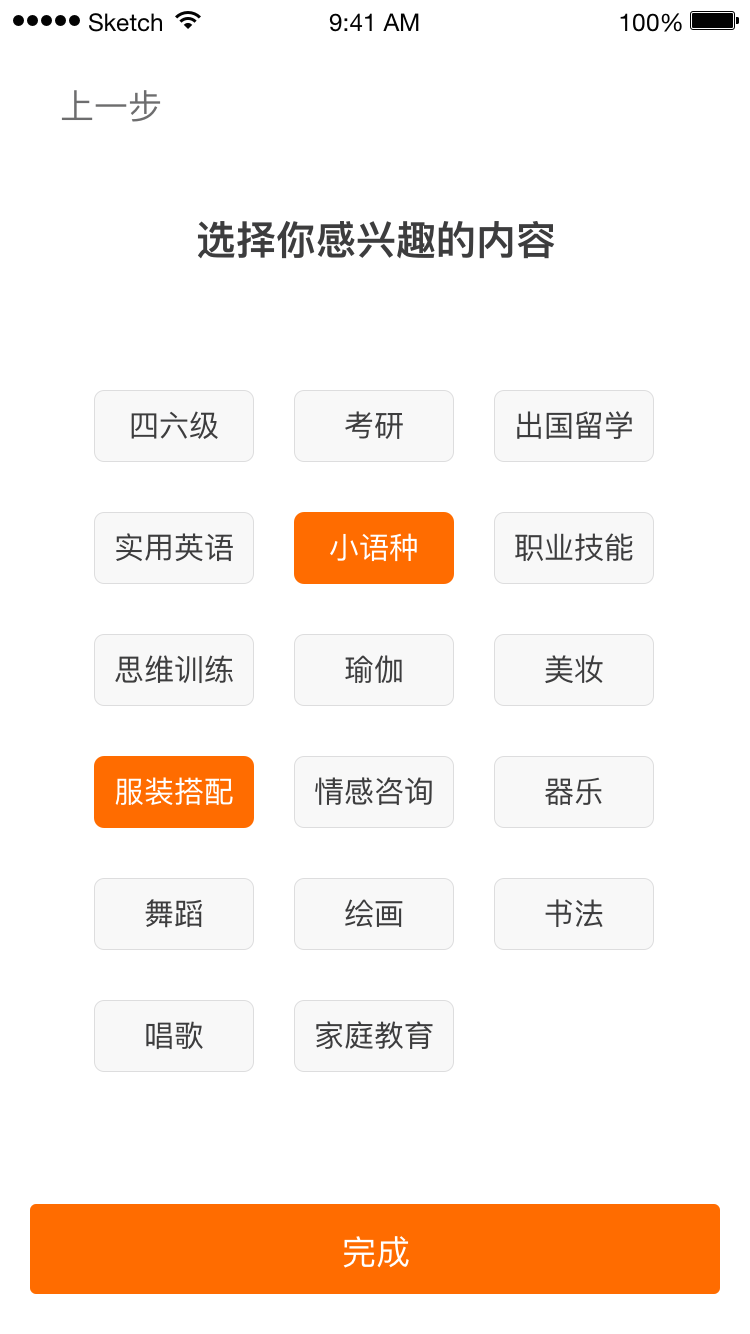 Sketch 9:41 AM 100%
上一步
选择你感兴趣的内容
四六级 考研 出国留学
实用英语 小语种 职业技能
思维训练 瑜伽 美妆
服装搭配 情感咨询 器乐
舞蹈 绘画 书法
唱歌 家庭教育
完成